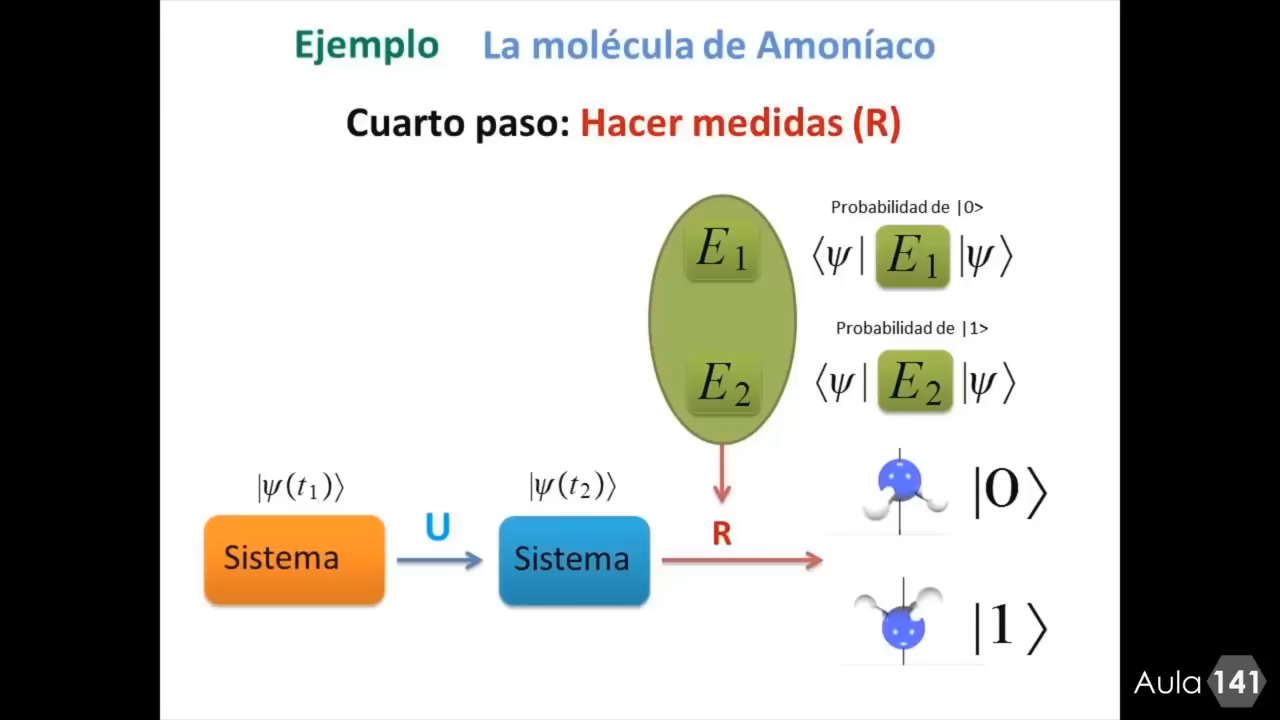 Ejemplo La molécula de Amoníaco
Cuarto paso: Hacer medidas (R)
E₁
Probabilidad de |0>
⟨ψ| E₁ |ψ⟩
E₂
Probabilidad de |1>
⟨ψ| E₂ |ψ⟩
|ψ(t₁)⟩
Sistema
U
|ψ(t₂)⟩
Sistema
R
|0⟩
|1⟩
Aula 141